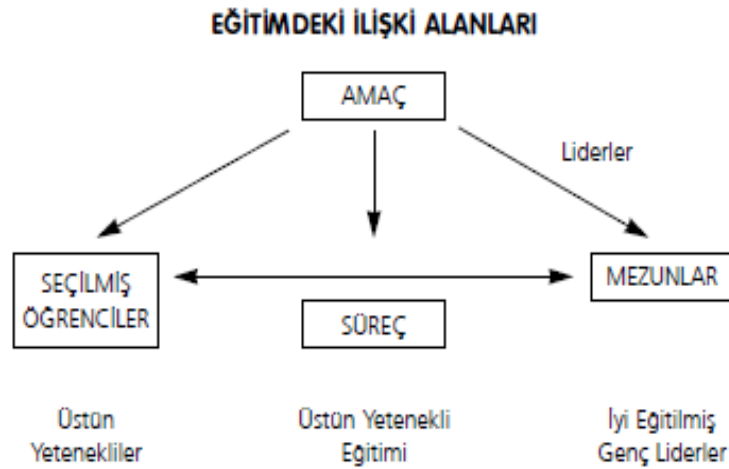 EĞİTİMDEKİ İLİŞKİ ALANLARI
AMAÇ
Liderler
SEÇİLMİŞ
ÖĞRENCİLER
MEZUNLAR
SÜREÇ
Üstün
Yetenekliler
Üstün Yetenekli
Eğitimi
İyi Eğitilmiş
Genç Liderler